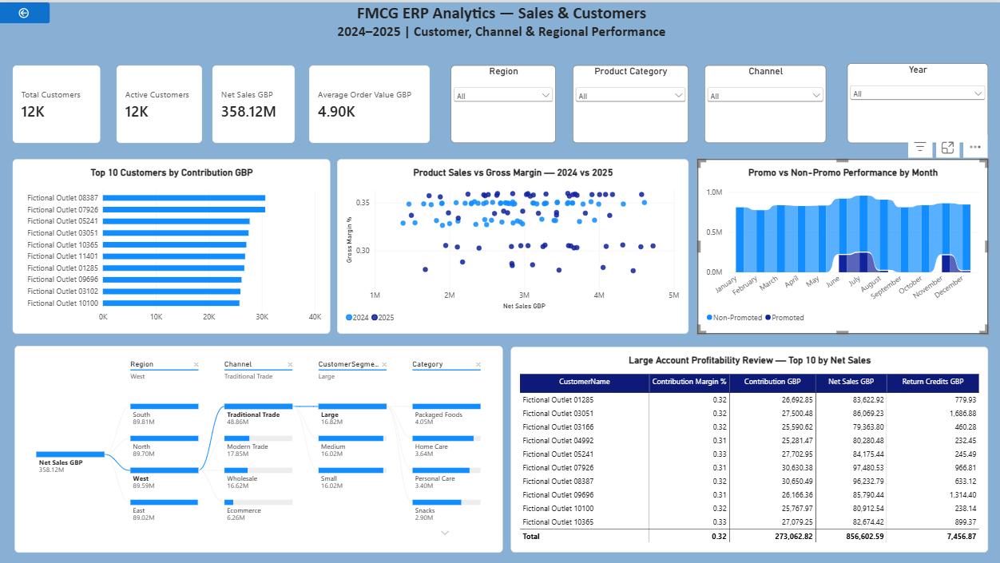 FMCG ERP Analytics — Sales & Customers
2024–2025 | Customer, Channel & Regional Performance
Total Customers
12K
Active Customers
12K
Net Sales GBP
358.12M
Average Order Value GBP
4.90K
Region
All
Product Category
All
Channel
All
Year
All
Top 10 Customers by Contribution GBP
Fictional Outlet 08387
Fictional Outlet 07926
Fictional Outlet 05241
Fictional Outlet 03051
Fictional Outlet 10365
Fictional Outlet 11401
Fictional Outlet 01285
Fictional Outlet 09696
Fictional Outlet 03102
Fictional Outlet 10100
0K 10K 20K 30K 40K
Product Sales vs Gross Margin — 2024 vs 2025
Gross Margin %
0.35
0.30
1M 2M 3M 4M 5M
Net Sales GBP
2024 2025
Promo vs Non-Promo Performance by Month
1.0M
0.5M
0.0M
January February March April May June July August September October November December
Non-Promoted Promoted
Region
West
South
89.81M
North
89.70M
West
89.59M
East
89.02M
Net Sales GBP
358.12M
Channel
Traditional Trade
Traditional Trade
48.86M
Modern Trade
17.85M
Wholesale
16.62M
Ecommerce
6.26M
CustomerSegme...
Large
Large
16.82M
Medium
16.02M
Small
16.02M
Category
Packaged Foods
4.05M
Home Care
3.64M
Personal Care
3.40M
Snacks
2.90M
Large Account Profitability Review — Top 10 by Net Sales
CustomerName Contribution Margin % Contribution GBP Net Sales GBP Return Credits GBP
Fictional Outlet 01285 0.32 26,692.85 83,622.92 779.93
Fictional Outlet 03051 0.32 27,500.48 86,069.23 1,686.88
Fictional Outlet 03166 0.32 25,590.62 79,363.80 460.28
Fictional Outlet 04992 0.31 25,281.47 80,280.48 232.45
Fictional Outlet 05241 0.33 27,702.95 84,175.44 245.49
Fictional Outlet 07926 0.31 30,630.38 97,480.53 966.81
Fictional Outlet 08387 0.32 30,650.49 96,232.79 633.12
Fictional Outlet 09696 0.31 26,166.36 85,790.44 1,314.40
Fictional Outlet 10100 0.32 25,767.97 80,912.54 238.14
Fictional Outlet 10365 0.33 27,079.25 82,674.42 899.37
Total 0.32 273,062.82 856,602.59 7,456.87